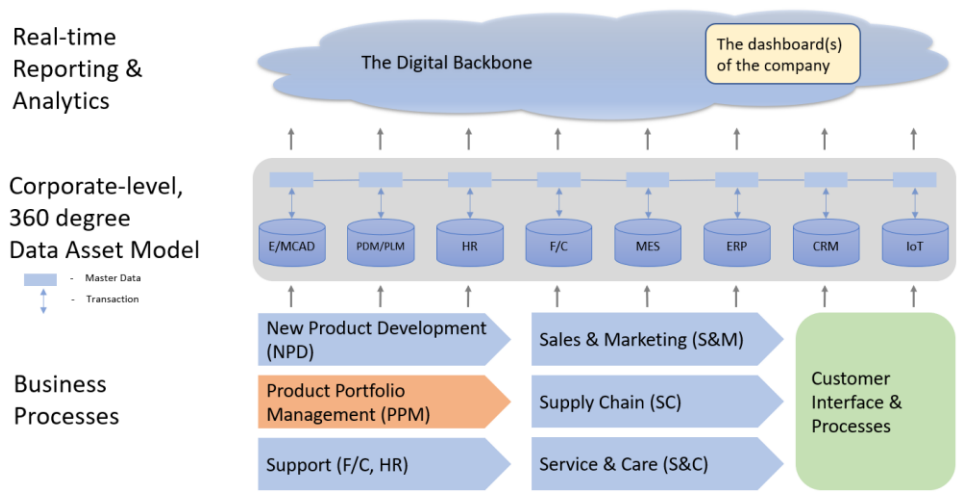 Real-time
Reporting &
Analytics
The Digital Backbone
The dashboard(s)
of the company
Corporate-level,
360 degree
Data Asset Model
- Master Data
- Transaction
E/MCAD
PDM/PLM
HR
F/C
MES
ERP
CRM
IoT
Business
Processes
New Product Development
(NPD)
Sales & Marketing (S&M)
Product Portfolio
Management (PPM)
Supply Chain (SC)
Support (F/C, HR)
Service & Care (S&C)
Customer
Interface &
Processes